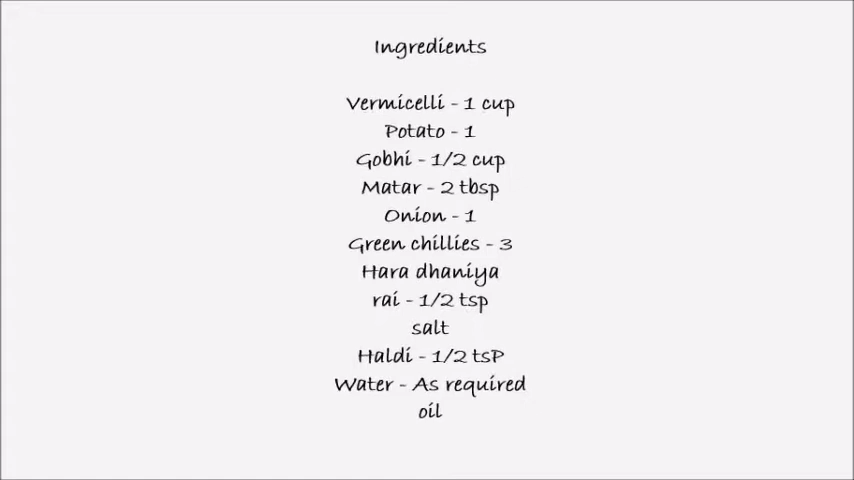 Ingredients
Vermicelli - 1 cup
Potato - 1
Gobhi - 1/2 cup
Matar - 2 tbsp
Onion - 1
Green chillies - 3
Hara dhaniya
rai - 1/2 tsp
salt
Haldi - 1/2 tsP
Water - As required
oil